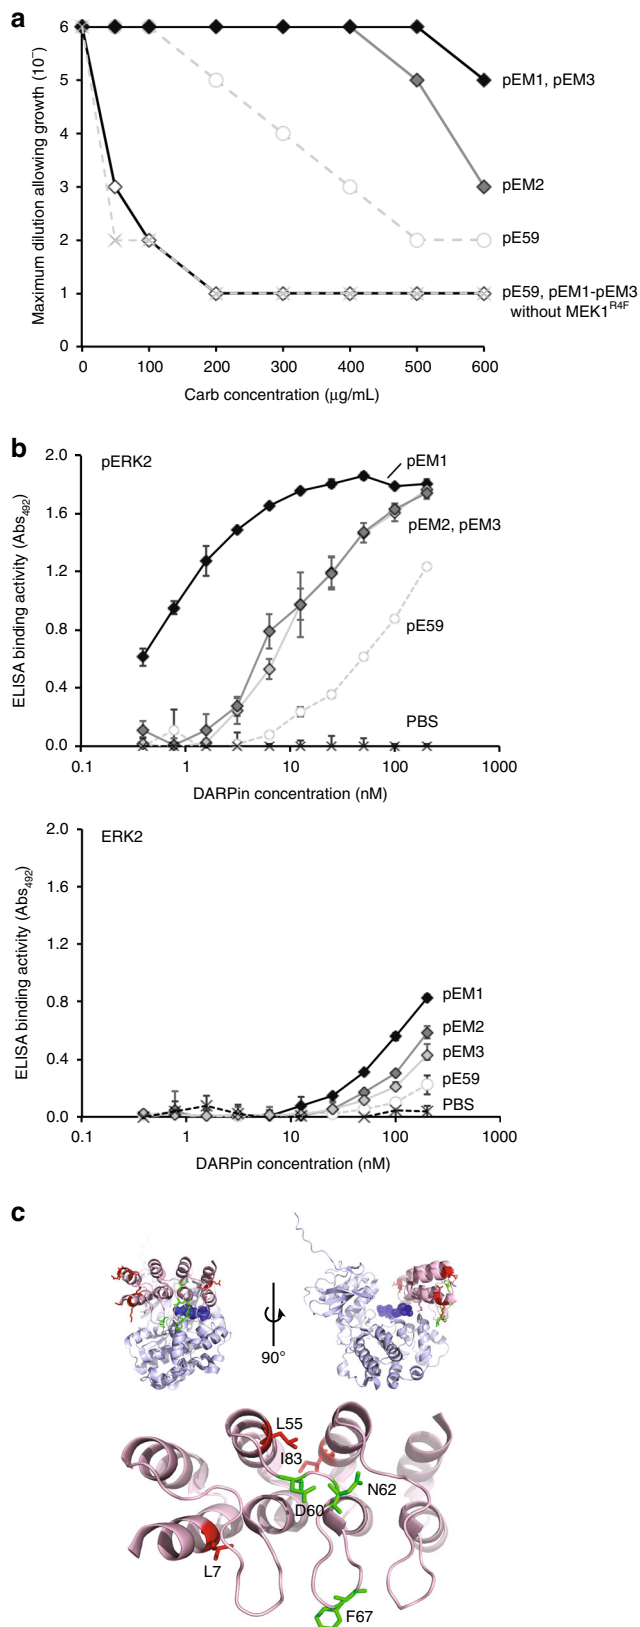 a
Maximum dilution allowing growth (10⁻)
6
5
4
3
2
1
0
pEM1, pEM3
pEM2
pE59
pE59, pEM1-pEM3
without MEK1ᴿ⁴ᶠ
0 100 200 300 400 500 600
Carb concentration (μg/mL)
b
pERK2
ELISA binding activity (Abs₄₉₂)
2.0
1.6
1.2
0.8
0.4
0.0
pEM1
pEM2, pEM3
pE59
PBS
0.1 1 10 100 1000
DARPin concentration (nM)
ERK2
ELISA binding activity (Abs₄₉₂)
2.0
1.6
1.2
0.8
0.4
0.0
pEM1
pEM2
pEM3
pE59
PBS
0.1 1 10 100 1000
DARPin concentration (nM)
c
90°
L55
I83
N62
D60
L7
F67